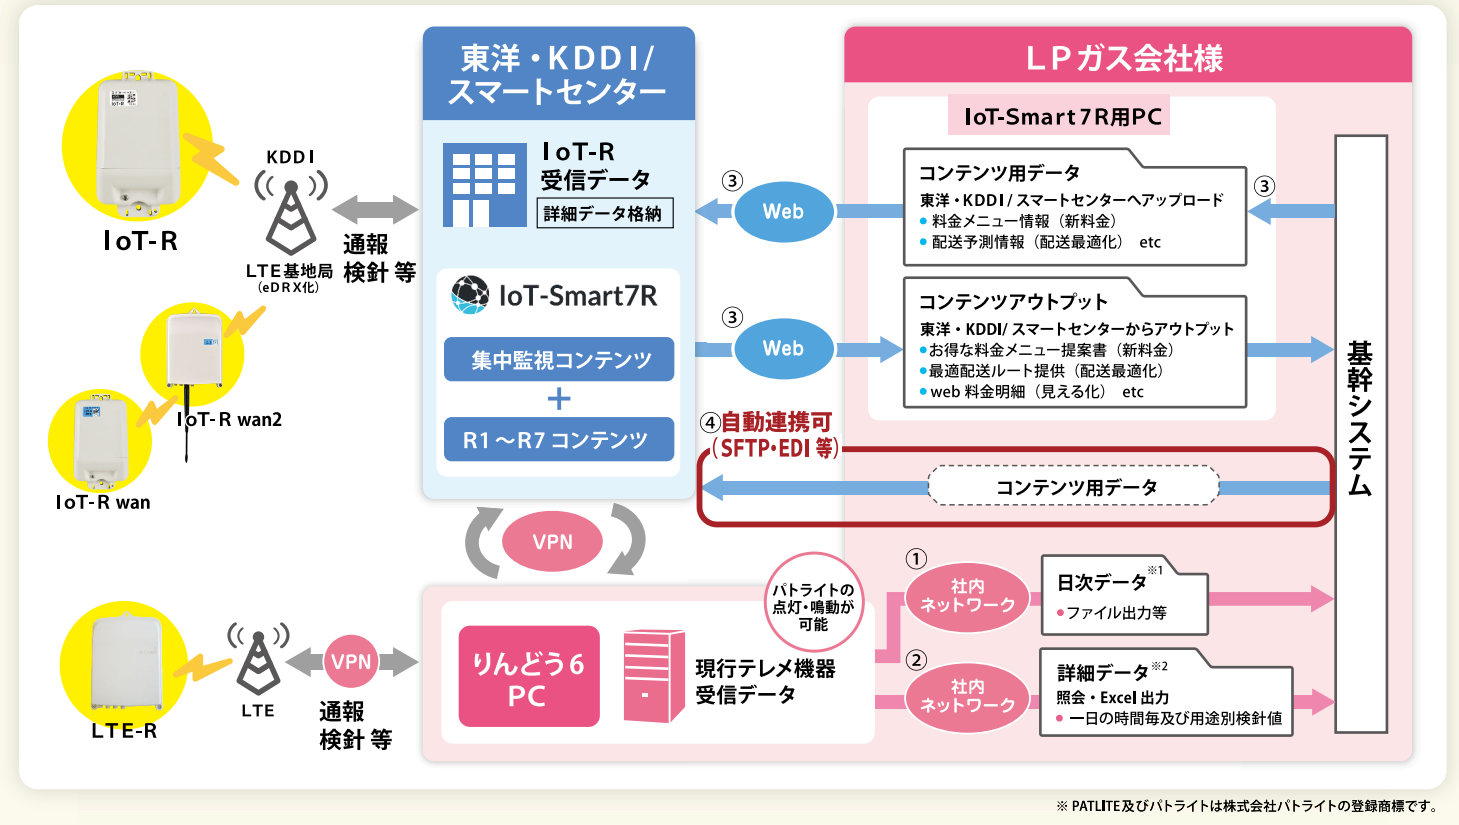 東洋・KDDI/
スマートセンター
LPガス会社様
IoT-R
KDDI
LTE基地局
（eDRX化）
通報
検針 等
IoT-R wan2
IoT-R wan
IoT-R
受信データ
詳細データ格納
IoT-Smart7R
集中監視コンテンツ
+
R1～R7 コンテンツ
③
Web
③
Web
IoT-Smart7R用PC
コンテンツ用データ
東洋・KDDI/スマートセンターへアップロード
● 料金メニュー情報（新料金）
● 配送予測情報（配送最適化） etc
③
コンテンツアウトプット
東洋・KDDI/スマートセンターからアウトプット
●お得な料金メニュー提案書（新料金）
●最適配送ルート提供（配送最適化）
●web 料金明細（見える化） etc
④自動連携可
（SFTP・EDI 等）
コンテンツ用データ
基幹システム
VPN
LTE-R
LTE
VPN
通報
検針 等
りんどう6
PC
現行テレメ機器
受信データ
パトライトの
点灯・鳴動が
可能
①
社内
ネットワーク
日次データ※1
●ファイル出力等
②
社内
ネットワーク
詳細データ※2
照会・Excel 出力
● 一日の時間毎及び用途別検針値
※ PATLITE及びパトライトは株式会社パトライトの登録商標です。